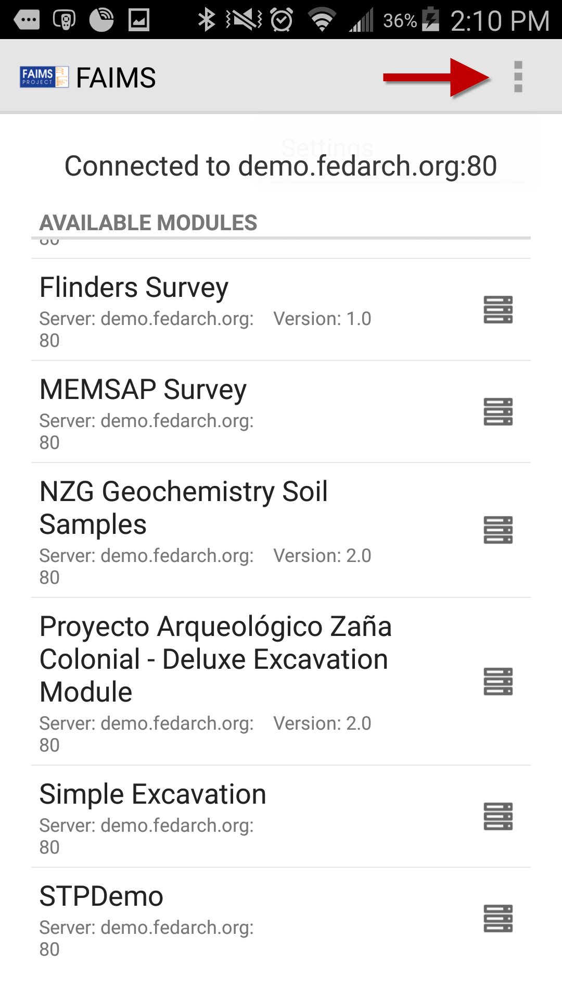 36% 2:10 PM
FAIMS
PROJECT
FAIMS
Settings
Connected to demo.fedarch.org:80
AVAILABLE MODULES
80
Flinders Survey
Server: demo.fedarch.org: Version: 1.0
80
MEMSAP Survey
Server: demo.fedarch.org:
80
NZG Geochemistry Soil
Samples
Server: demo.fedarch.org: Version: 2.0
80
Proyecto Arqueológico Zaña
Colonial - Deluxe Excavation
Module
Server: demo.fedarch.org: Version: 2.0
80
Simple Excavation
Server: demo.fedarch.org:
80
STPDemo
Server: demo.fedarch.org:
80